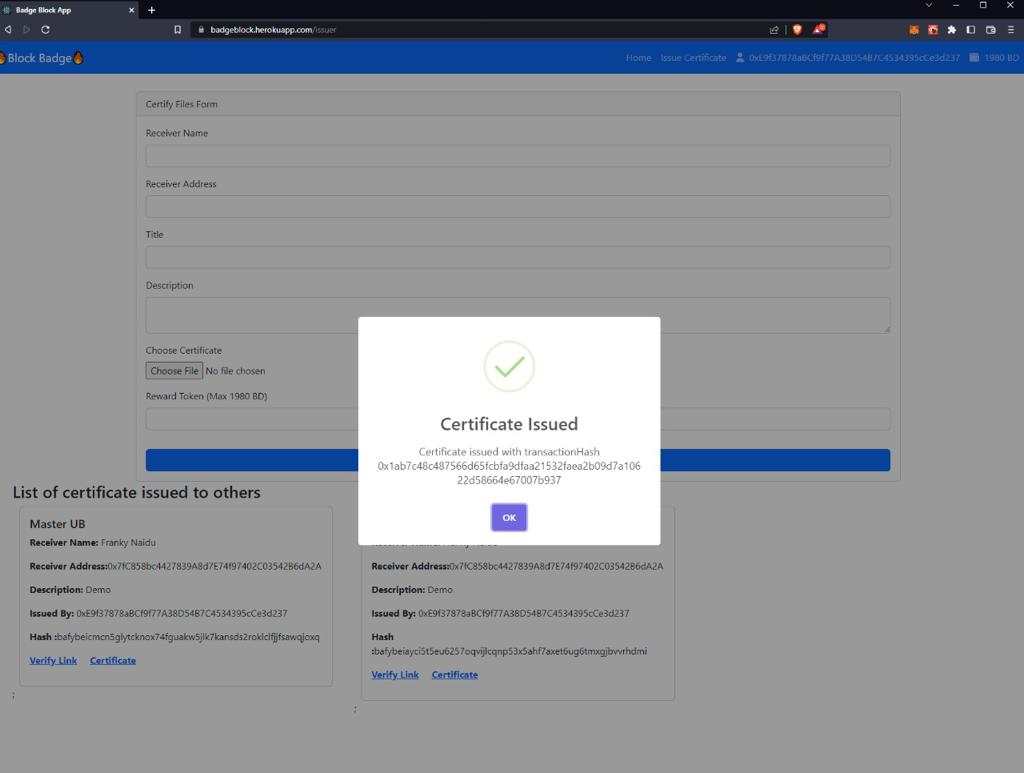 Badge Block App
badgeblock.herokuapp.com/issuer
Block Badge
Home Issue Certificate 0xE9f37878aBCf9f77A38D54B7C4534395cCe3d237 1980 BD
Certify Files Form
Receiver Name
Receiver Address
Title
Description
Choose Certificate
Choose File No file chosen
Reward Token (Max 1980 BD)
Certificate Issued
Certificate issued with transactionHash
0x1ab7c48c487566d65fcbfa9dfaa21532faea2b09d7a106
22d58664e67007b937
OK
List of certificate issued to others
Master UB
Receiver Name: Franky Naidu
Receiver Address:0x7fC858bc4427839A8d7E74f97402C03542B6dA2A
Description: Demo
Issued By: 0xE9f37878aBCf9f77A38D54B7C4534395cCe3d237
Hash :bafybeicmcn5glytcknox74fguakw5jlk7kansds2roklclfjjfsawqjoxq
Verify Link Certificate
;
Receiver Address:0x7fC858bc4427839A8d7E74f97402C03542B6dA2A
Description: Demo
Issued By: 0xE9f37878aBCf9f77A38D54B7C4534395cCe3d237
Hash
:bafybeiayci5t5eu6257oqvijlcqnp53x5ahf7axet6ug6tmxgjbvvrhdmi
Verify Link Certificate
;